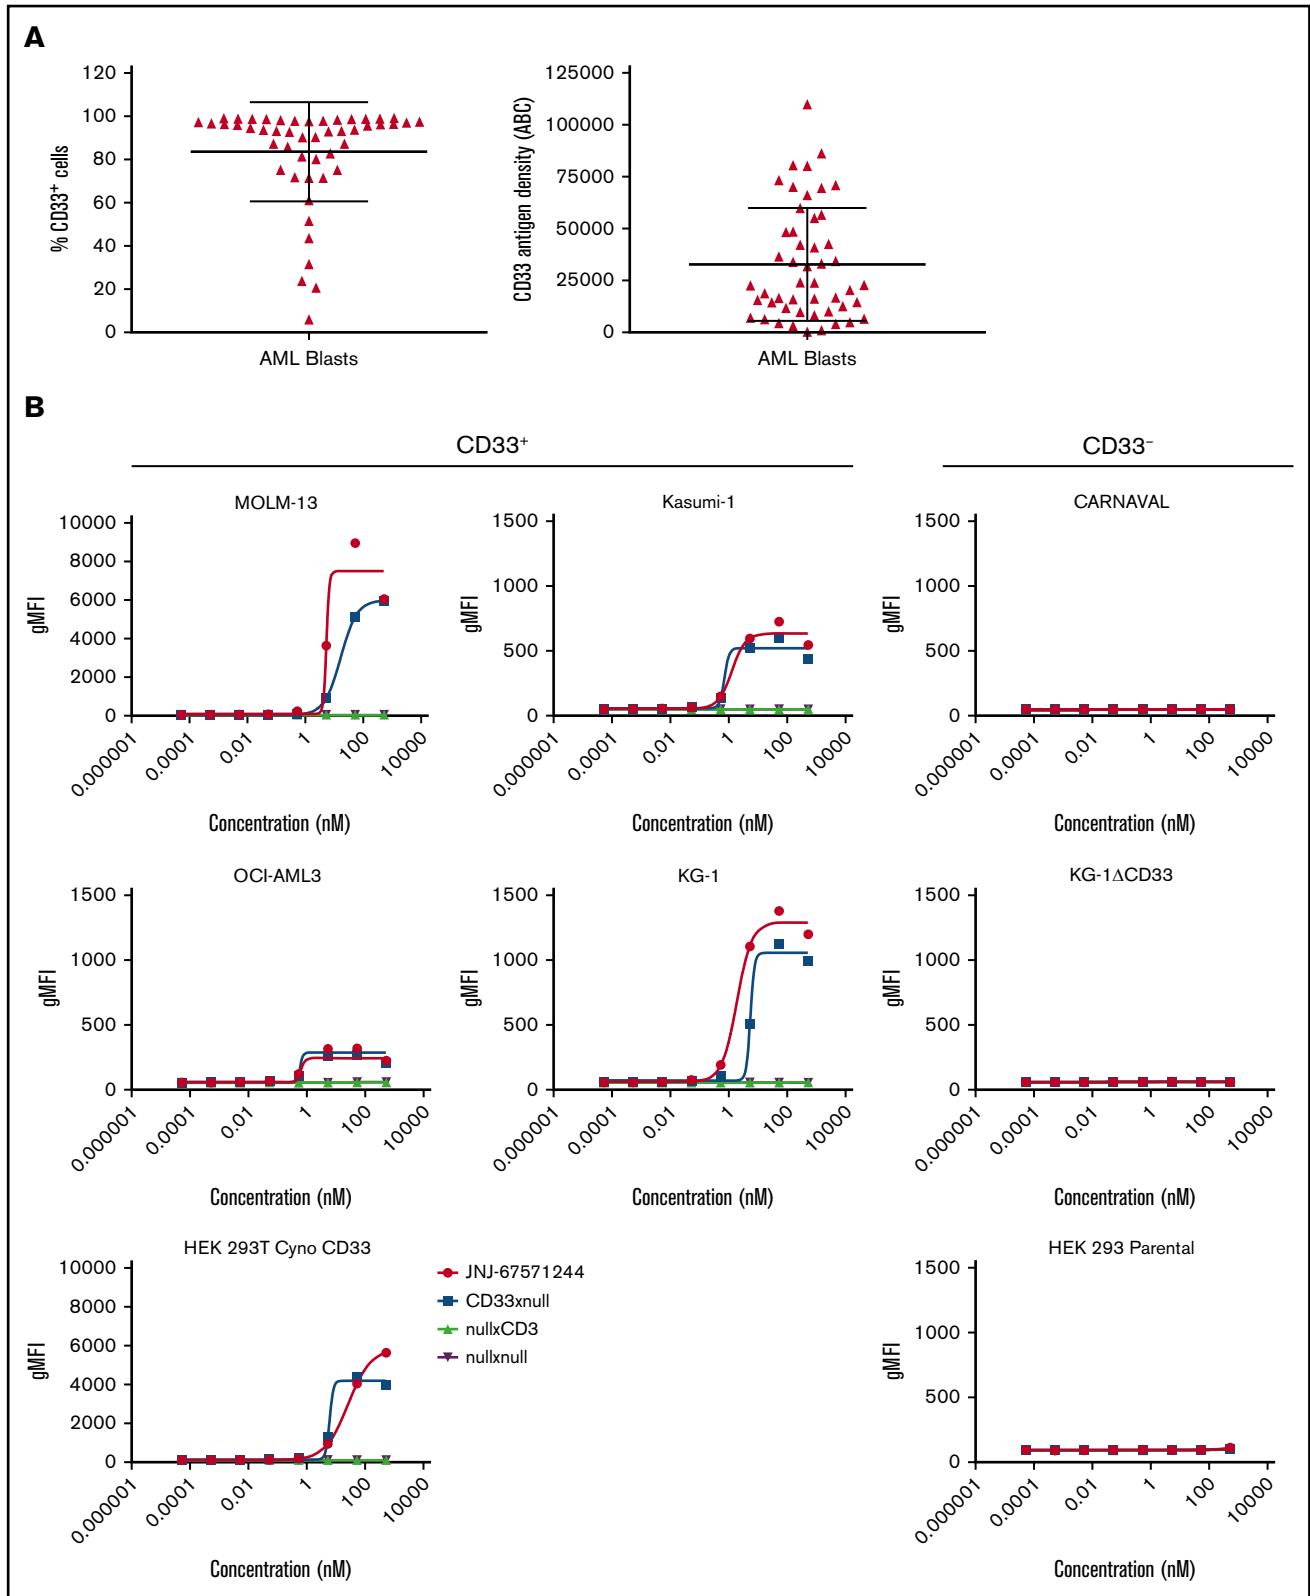 A
120
100
80
60
40
20
0
% CD33+ cells
AML Blasts
125000
100000
75000
50000
25000
0
CD33 antigen density (ABC)
AML Blasts
B
CD33+
CD33−
MOLM-13
10000
8000
6000
4000
2000
0
gMFI
0.000001
0.0001
0.01
1
100
10000
Concentration (nM)
Kasumi-1
1500
1000
500
0
gMFI
0.000001
0.0001
0.01
1
100
10000
Concentration (nM)
CARNAVAL
1500
1000
500
0
gMFI
0.000001
0.0001
0.01
1
100
10000
Concentration (nM)
OCI-AML3
1500
1000
500
0
gMFI
0.000001
0.0001
0.01
1
100
10000
Concentration (nM)
KG-1
1500
1000
500
0
gMFI
0.000001
0.0001
0.01
1
100
10000
Concentration (nM)
KG-1ΔCD33
1500
1000
500
0
gMFI
0.000001
0.0001
0.01
1
100
10000
Concentration (nM)
HEK 293T Cyno CD33
10000
8000
6000
4000
2000
0
gMFI
0.000001
0.0001
0.01
1
100
10000
Concentration (nM)
JNJ-67571244
CD33xnull
nullxCD3
nullxnull
HEK 293 Parental
1500
1000
500
0
gMFI
0.000001
0.0001
0.01
1
100
10000
Concentration (nM)